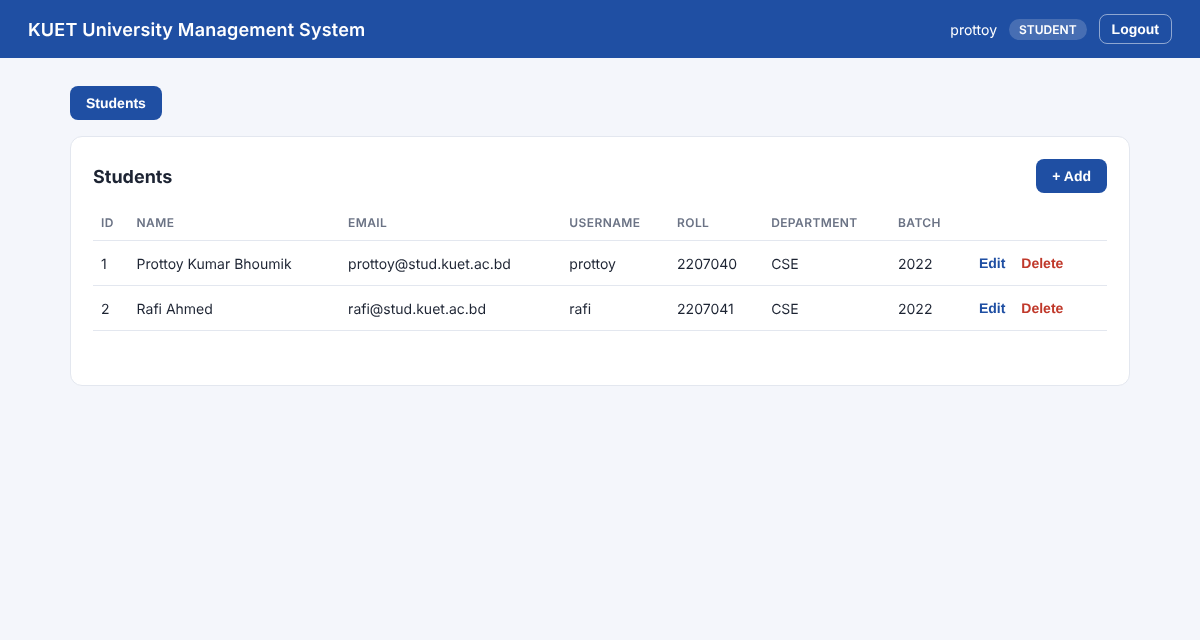 KUET University Management System prottoy STUDENT Logout
Students
Students + Add
ID NAME EMAIL USERNAME ROLL DEPARTMENT BATCH
1 Prottoy Kumar Bhoumik prottoy@stud.kuet.ac.bd prottoy 2207040 CSE 2022 Edit Delete
2 Rafi Ahmed rafi@stud.kuet.ac.bd rafi 2207041 CSE 2022 Edit Delete